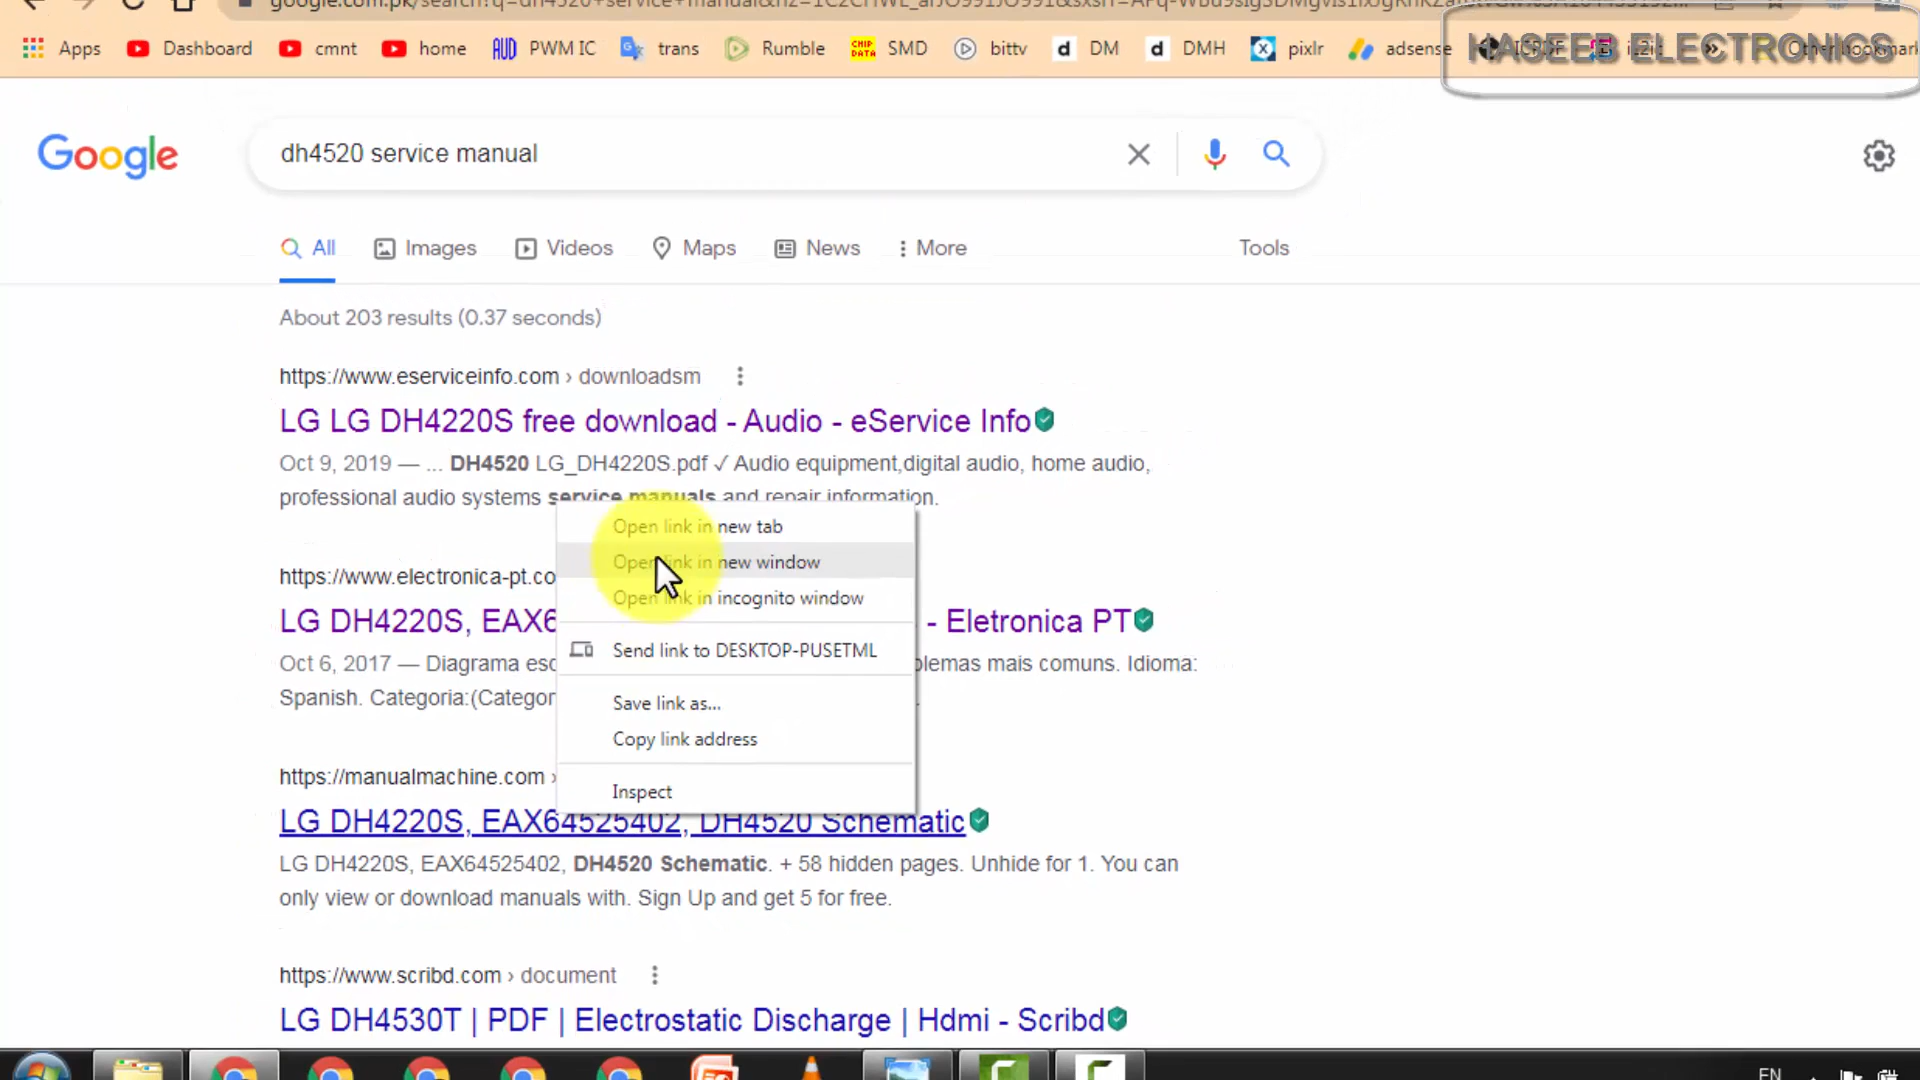 Apps Dashboard cmnt home AUD PWM IC trans Rumble CHIP DATA SMD bittv d DM d DMH pixlr adsense
HASEEB ELECTRONICS
Google
dh4520 service manual
All Images Videos Maps News More Tools
About 203 results (0.37 seconds)
https://www.eserviceinfo.com › downloadsm
LG LG DH4220S free download - Audio - eService Info
Oct 9, 2019 — ... DH4520 LG_DH4220S.pdf ✓ Audio equipment,digital audio, home audio,
professional audio systems service manuals and repair information.
Open link in new tab
Open link in new window
Open link in incognito window
Send link to DESKTOP-PUSETML
Save link as...
Copy link address
Inspect
https://www.electronica-pt.co
LG DH4220S, EAX6 - Eletronica PT
Oct 6, 2017 — Diagrama esq blemas mais comuns. Idioma:
Spanish. Categoria:(Categor
https://manualmachine.com ›
LG DH4220S, EAX64525402, DH4520 Schematic
LG DH4220S, EAX64525402, DH4520 Schematic. + 58 hidden pages. Unhide for 1. You can
only view or download manuals with. Sign Up and get 5 for free.
https://www.scribd.com › document
LG DH4530T | PDF | Electrostatic Discharge | Hdmi - Scribd
EN